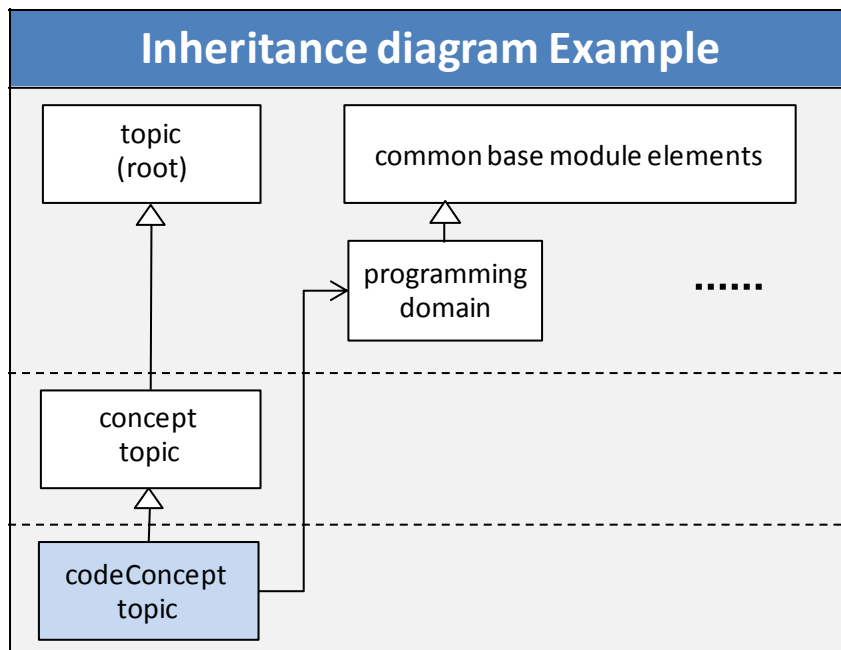 Inheritance diagram Example
topic
(root)
common base module elements
programming
domain
......
concept
topic
codeConcept
topic